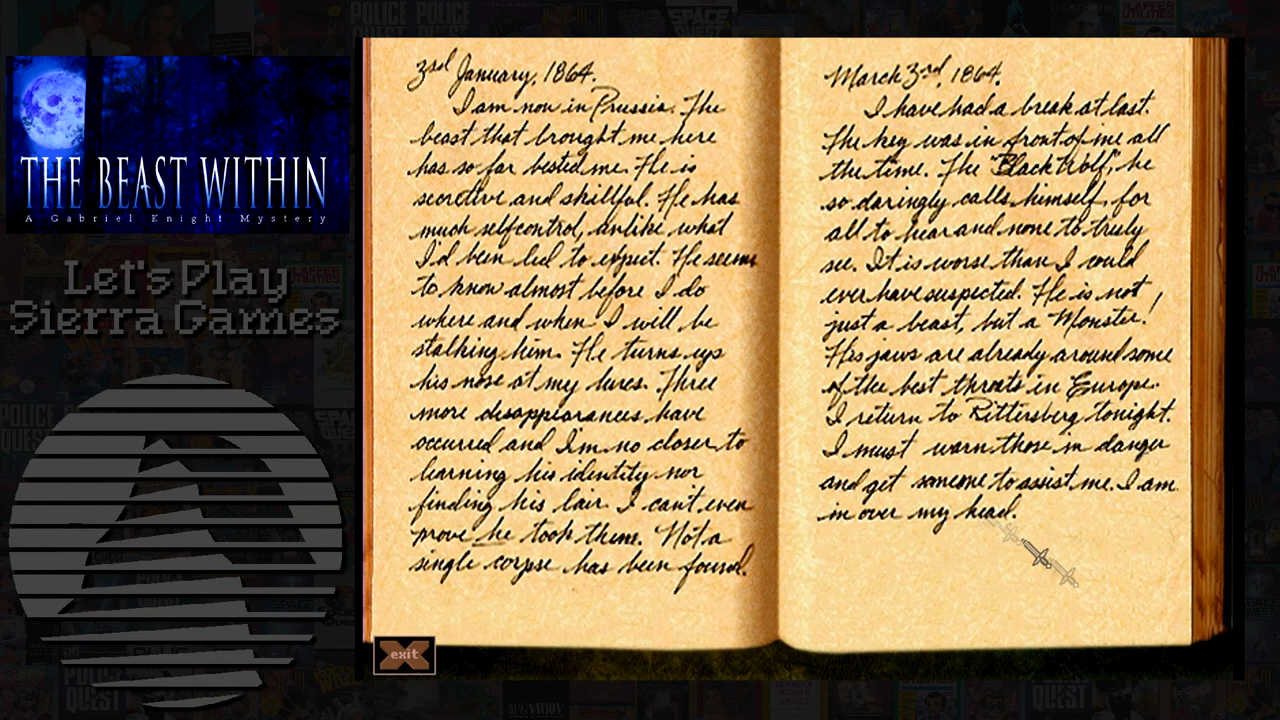 THE BEAST WITHIN
A Gabriel Knight Mystery
Let's Play
Sierra Games
3rd January, 1864.
I am now in Prussia. The
beast that brought me here
has so far bested me. He is
secretive and skillful. He has
much selfcontrol, unlike what
I'd been led to expect. He seems
to know almost before I do
where and when I will be
stalking him. He turns up
his nose at my lures. Three
more disappearances have
occurred and I'm no closer to
learning his identity nor
finding his lair. I can't even
prove he took them. Not a
single corpse has been found.
exit
March 3rd, 1864.
I have had a break at last.
The key was in front of me all
the time. The "Black Wolf", he
so daringly calls himself, for
all to hear and none to truly
see. It is worse than I could
ever have suspected. He is not
just a beast, but a Monster!
His jaws are already around some
of the best throats in Europe.
I return to Rittersberg tonight.
I must warn those in danger
and get someone to assist me. I am
in over my head.